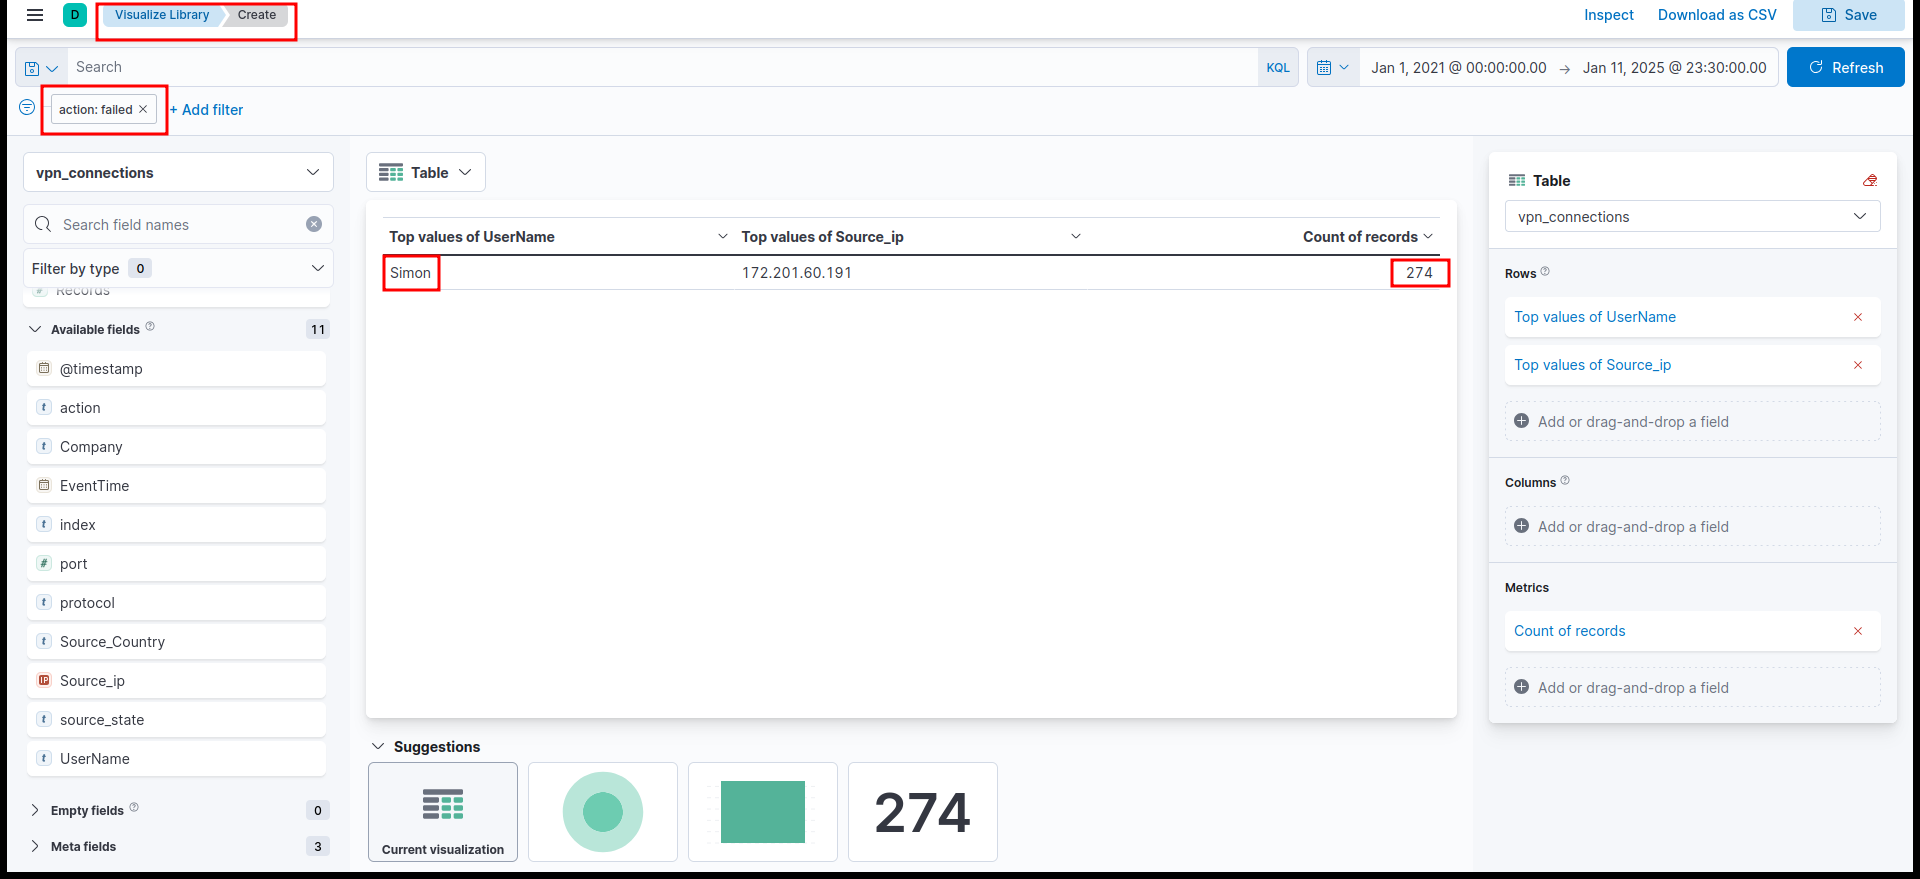 D Visualize Library Create Inspect Download as CSV Save
Search KQL Jan 1, 2021 @ 00:00:00.00 → Jan 11, 2025 @ 23:30:00.00 Refresh
action: failed × + Add filter
vpn_connections
Search field names
Filter by type 0
Records
Available fields 11
@timestamp
t action
t Company
EventTime
t index
# port
t protocol
t Source_Country
IP Source_ip
t source_state
t UserName
Empty fields 0
Meta fields 3
Table
Top values of UserName Top values of Source_ip Count of records
Simon 172.201.60.191 274
Suggestions
Current visualization
274
Table
vpn_connections
Rows
Top values of UserName
Top values of Source_ip
Add or drag-and-drop a field
Columns
Add or drag-and-drop a field
Metrics
Count of records
Add or drag-and-drop a field